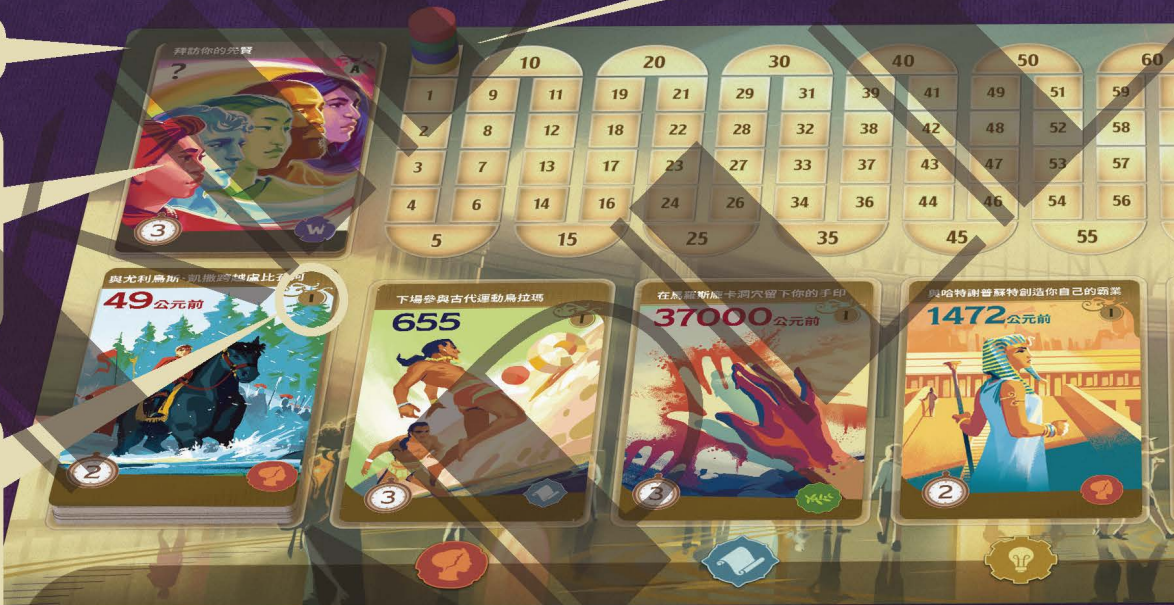 拜訪你的先賢
?
A
3
W
10 20 30 40 50 60
1 9 11 19 21 29 31 39 41 49 51 59
2 8 12 18 22 28 32 38 42 48 52 58
3 7 13 17 23 27 33 37 43 47 53 57
4 6 14 16 24 26 34 36 44 46 54 56
5 15 25 35 45 55
與尤利烏斯·凱撒跨越盧比孔河
49公元前
I
2
下場參與古代運動烏拉瑪
655
I
3
在馬羅斯龐卡洞穴留下你的手印
37000公元前
I
3
與哈特謝普蘇特創造你自己的霸業
1472公元前
I
2